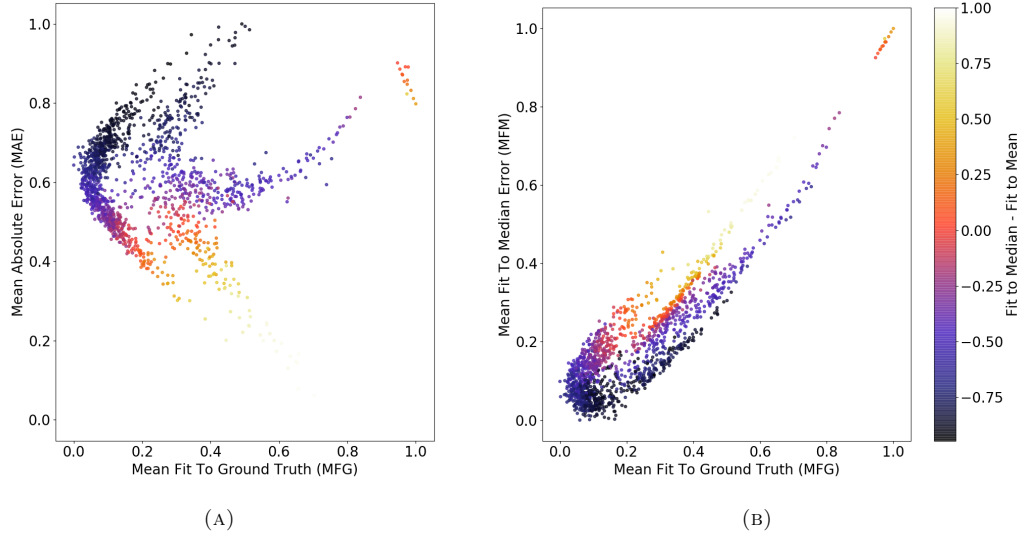 1.0
0.8
0.6
0.4
0.2
0.0
Mean Absolute Error (MAE)
0.0 0.2 0.4 0.6 0.8 1.0
Mean Fit To Ground Truth (MFG)
(A)
1.0
0.8
0.6
0.4
0.2
0.0
Mean Fit To Median Error (MFM)
0.0 0.2 0.4 0.6 0.8 1.0
Mean Fit To Ground Truth (MFG)
(B)
1.00
0.75
0.50
0.25
0.00
−0.25
−0.50
−0.75
Fit to Median - Fit to Mean